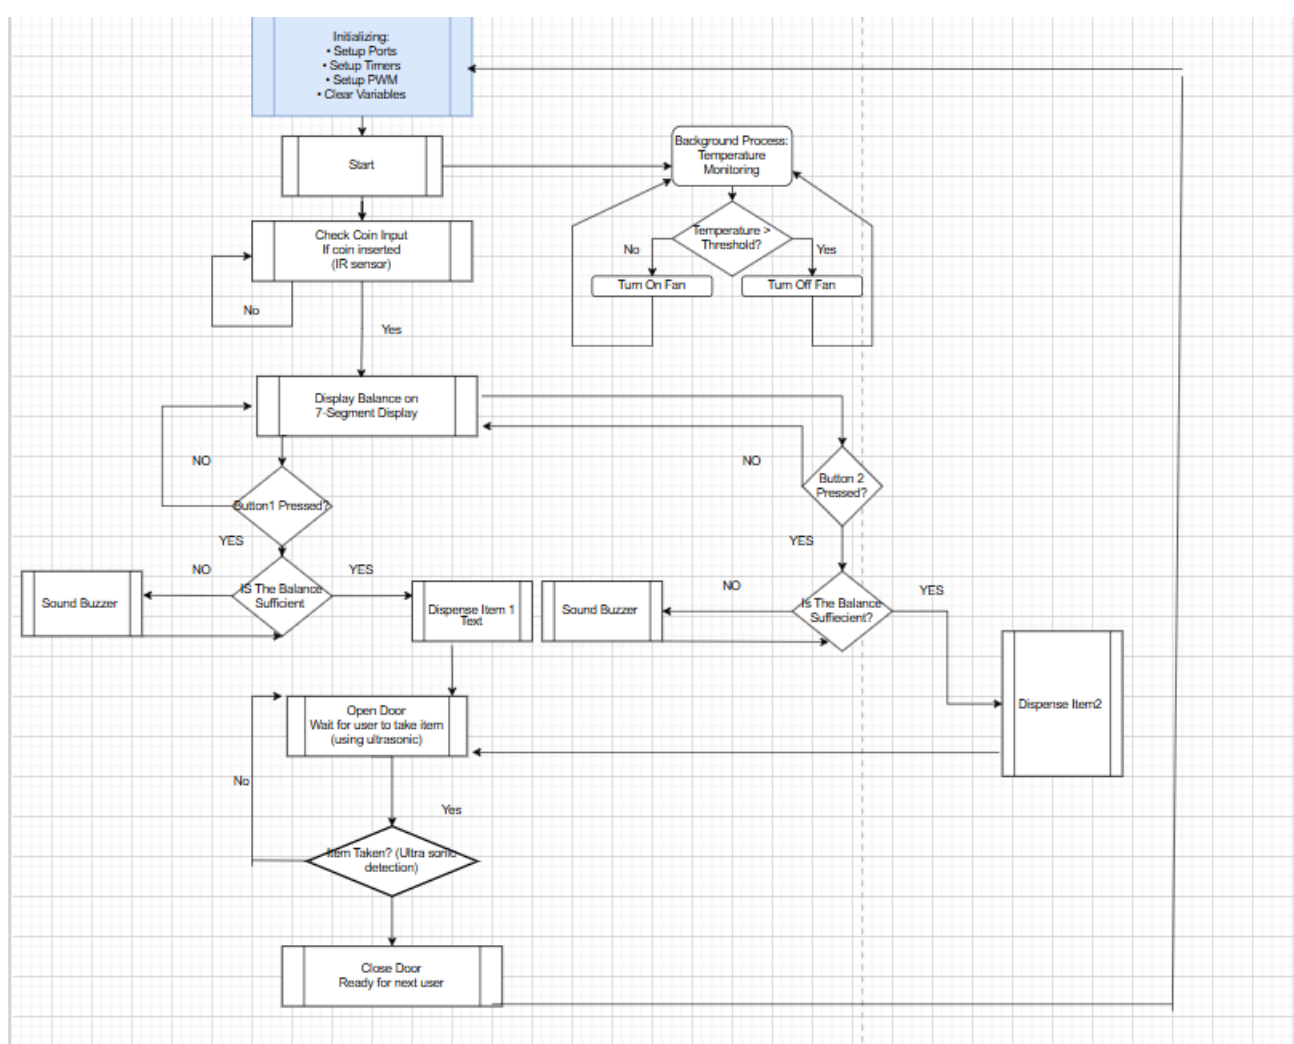 Initializing:
• Setup Ports
• Setup Timers
• Setup PWM
• Clear Variables
Start
Background Process:
Temperature
Monitoring
Check Coin Input
If coin inserted
(IR sensor)
No
Yes
Temperature >
Threshold?
No
Yes
Turn On Fan
Turn Off Fan
Display Balance on
7-Segment Display
NO
Button1 Pressed?
YES
NO
Button 2
Pressed?
YES
NO
IS The Balance
Sufficient
YES
Sound Buzzer
Dispense Item 1
Text
Sound Buzzer
NO
Is The Balance
Suffiecient?
YES
Dispense Item2
Open Door
Wait for user to take item
(using ultrasonic)
No
Yes
Item Taken? (Ultra sonic
detection)
Close Door
Ready for next user